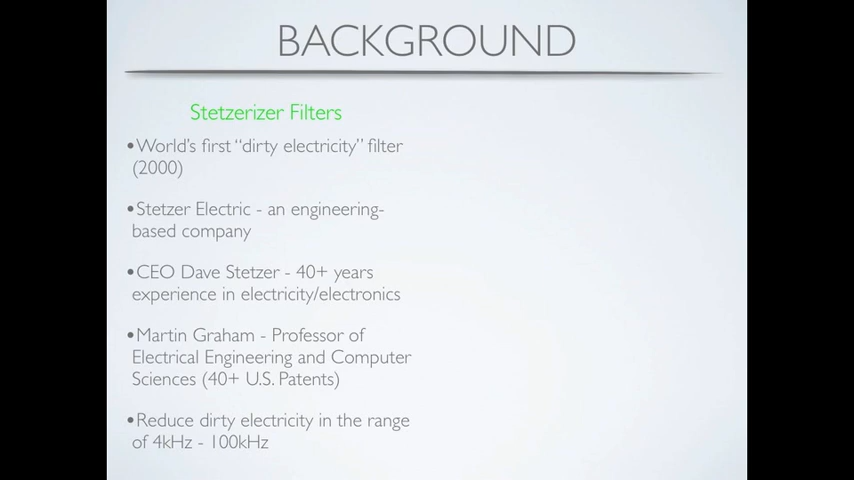 BACKGROUND
Stetzerizer Filters
•World's first “dirty electricity” filter
(2000)
•Stetzer Electric - an engineering-
based company
•CEO Dave Stetzer - 40+ years
experience in electricity/electronics
•Martin Graham - Professor of
Electrical Engineering and Computer
Sciences (40+ U.S. Patents)
•Reduce dirty electricity in the range
of 4kHz - 100kHz